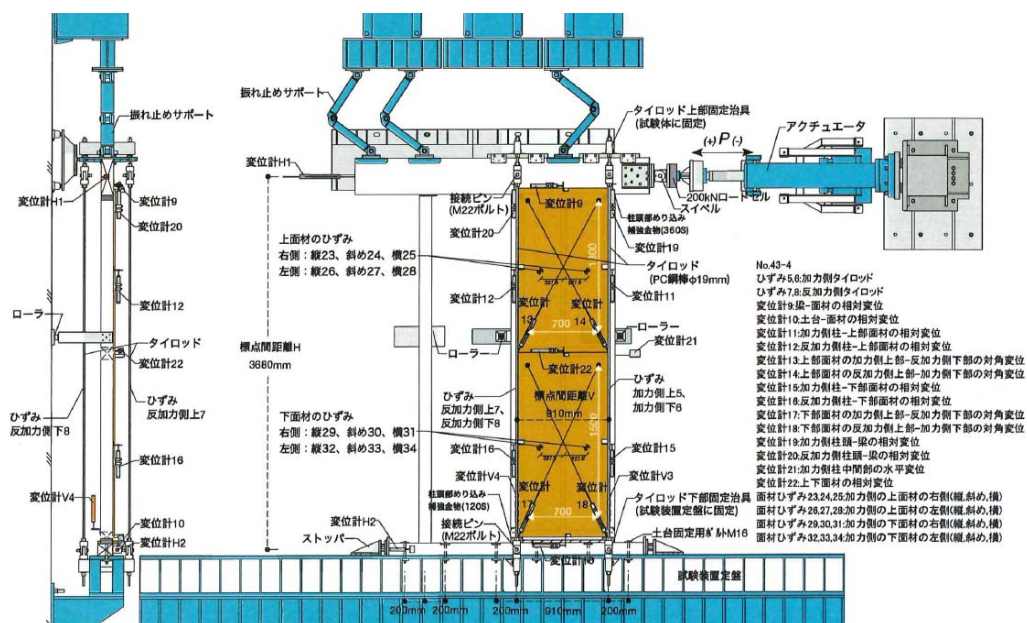 振れ止めサポート
変位計H1
変位計9
変位計20
変位計12
ローラー
タイロッド
変位計22
ひずみ
反加力側下8
ひずみ
反加力側上7
変位計16
変位計V4
変位計10
変位計H2
振れ止めサポート
変位計H1
標点間距離H
3680mm
タイロッド上部固定治具
(試験体に固定)
アクチュエータ
(+) P (-)
200kNロードセル
スイベル
接続ピン
(M22ボルト)
変位計9
変位計20
柱頭部めり込み
補強金物(360S)
変位計19
上面材のひずみ
右側:縦23、斜め24、横25
左側:縦26、斜め27、横28
タイロッド
(PC鋼棒φ19mm)
変位計12
変位計11
変位計
13
変位計
14
700
ローラー
ローラー
変位計21
変位計22
ひずみ
反加力側上7、
反加力側下8
標点間距離V
910mm
ひずみ
加力側上5、
加力側下6
1500
下面材のひずみ
右側:縦29、斜め30、横31
左側:縦32、斜め33、横34
変位計16
変位計15
変位計V4
変位計V3
変位計
17
変位計
18
700
柱頭部めり込み
補強金物(120S)
タイロッド下部固定治具
(試験装置定盤に固定)
変位計H2
ストッパー
接続ピン
(M22ボルト)
変位計10
土台固定用ボルトM16
試験装置定盤
200mm
200mm
200mm
910mm
200mm
No.43-4
ひずみ5,6:加力側タイロッド
ひずみ7,8:反加力側タイロッド
変位計9:梁-面材の相対変位
変位計10:土台-面材の相対変位
変位計11:加力側柱-上部面材の相対変位
変位計12:反加力側柱-上部面材の相対変位
変位計13:上部面材の加力側上部-反加力側下部の対角変位
変位計14:上部面材の反加力側上部-加力側下部の対角変位
変位計15:加力側柱-下部面材の相対変位
変位計16:反加力側柱-下部面材の相対変位
変位計17:下部面材の加力側上部-反加力側下部の対角変位
変位計18:下部面材の反加力側上部-加力側下部の対角変位
変位計19:加力側柱頭-梁の相対変位
変位計20:反加力側柱頭-梁の相対変位
変位計21:加力側柱中間部の水平変位
変位計22:上下面材の相対変位
面材ひずみ23,24,25:加力側の上面材の右側(縦,斜め,横)
面材ひずみ26,27,28:加力側の上面材の左側(縦,斜め,横)
面材ひずみ29,30,31:加力側の下面材の右側(縦,斜め,横)
面材ひずみ32,33,34:加力側の下面材の左側(縦,斜め,横)